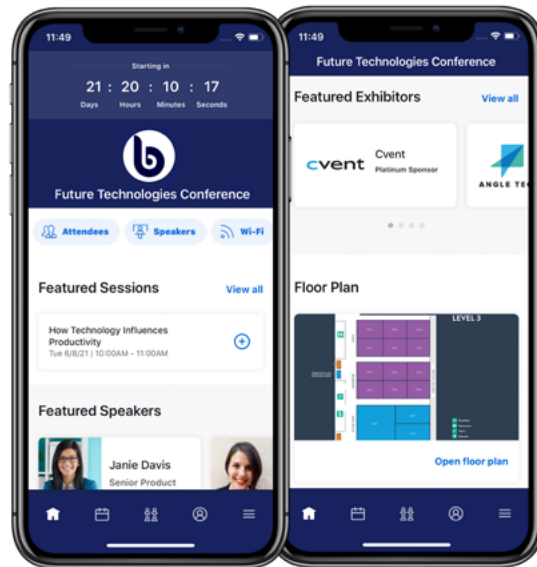 11:49
Starting in
21 : 20 : 10 : 17
Days Hours Minutes Seconds
b
Future Technologies Conference
Attendees
Speakers
Wi-Fi
Featured Sessions
View all
How Technology Influences
Productivity
Tue 6/8/21 | 10:00AM - 11:00AM
Featured Speakers
Janie Davis
Senior Product
11:49
Future Technologies Conference
Featured Exhibitors
View all
cvent
Cvent
Platinum Sponsor
ANGLE TE
Floor Plan
LEVEL 3
Open floor plan